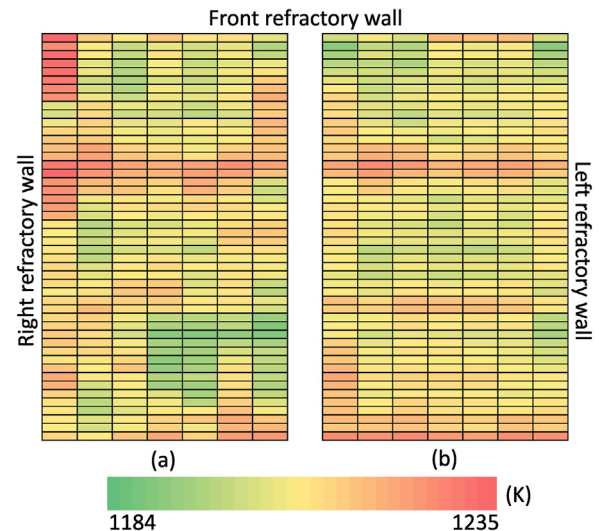 Front refractory wall
Right refractory wall
Left refractory wall
(a)
(b)
(K)
1184
1235